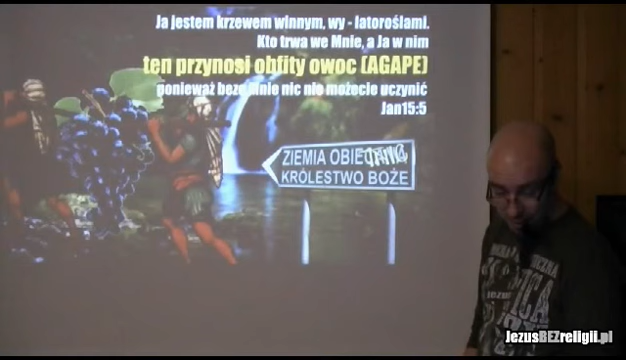 Ja jestem krzewem winnym, wy - latoroślami.
Kto trwa we Mnie, a Ja w nim
ten przynosi obfity owoc (AGAPE)
ponieważ beze Mnie nic nie możecie uczynić
Jan15:5
ZIEMIA OBIECANA
KRÓLESTWO BOŻE
JezusBEZreligii.pl